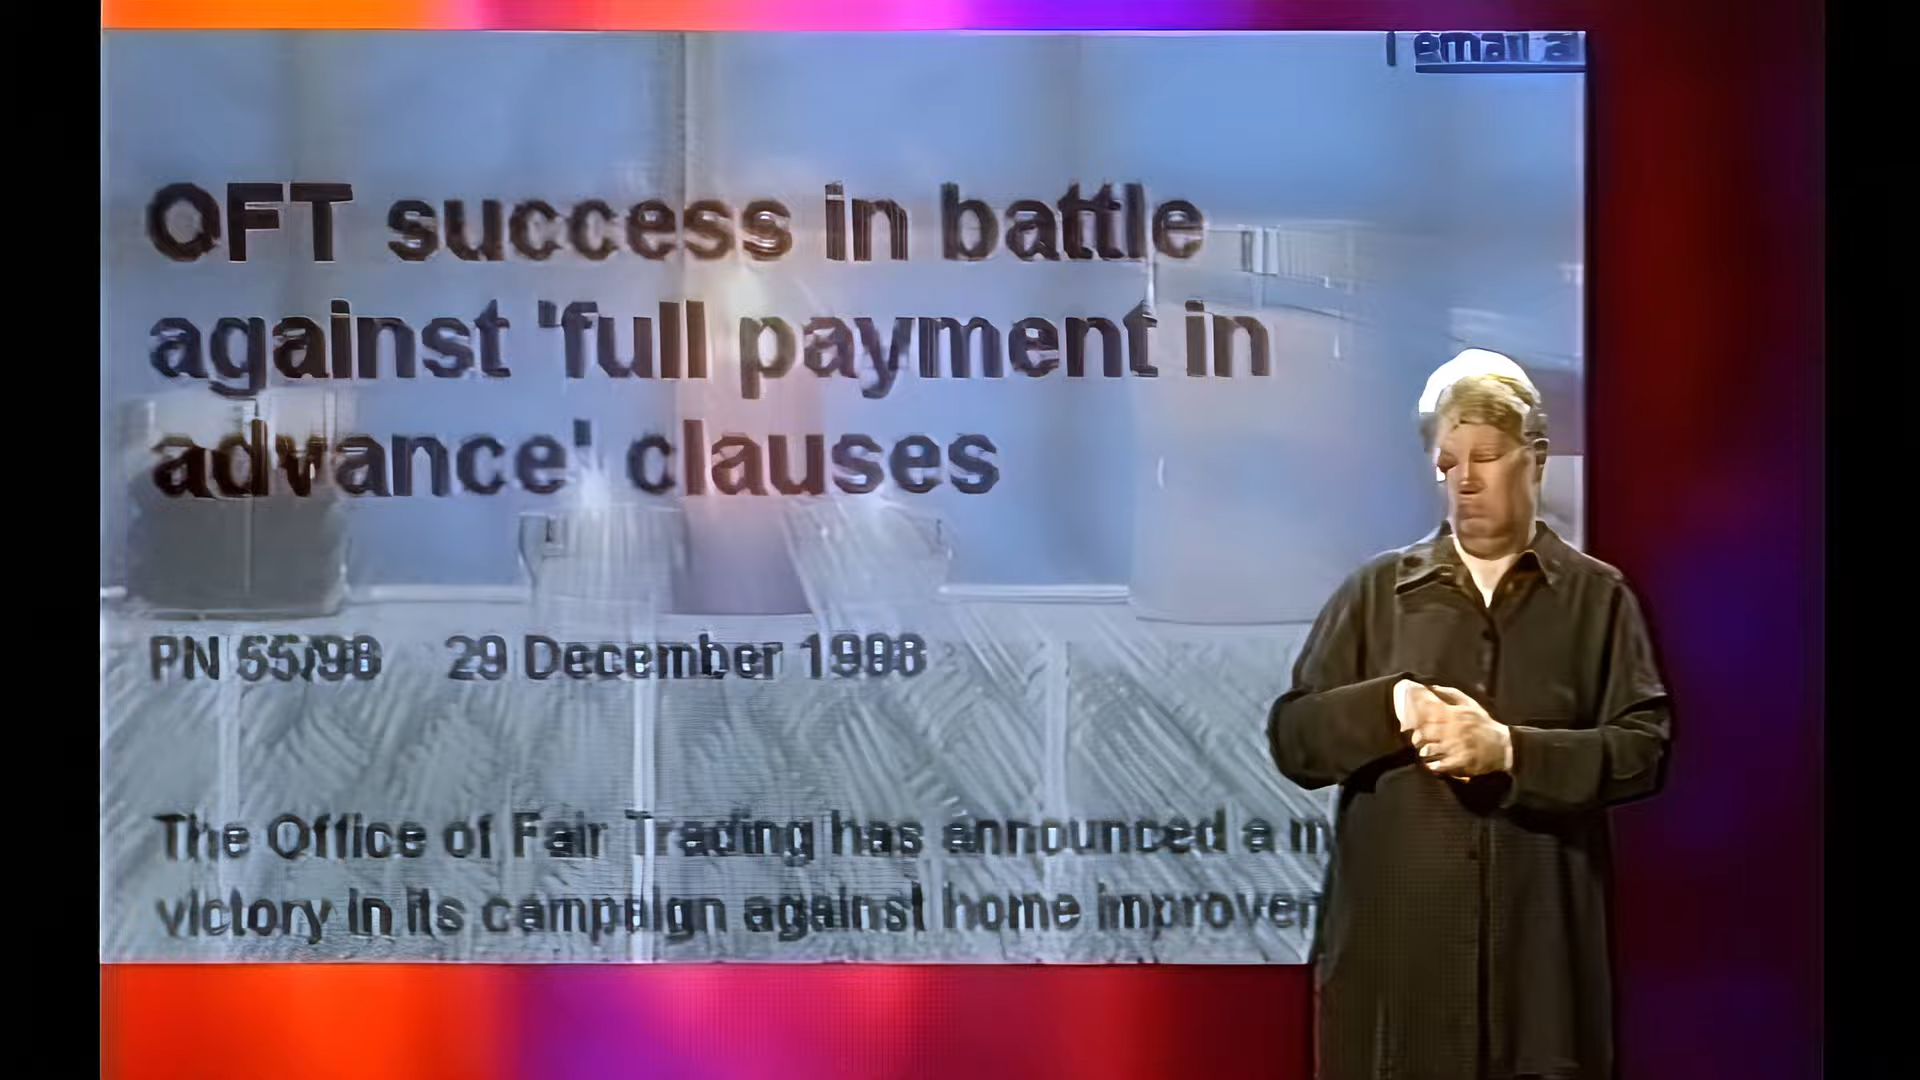 email a
OFT success in battle
against 'full payment in
advance' clauses
PN 55/98 29 December 1998
The Office of Fair Trading has announced a m
victory in its campaign against home improvem